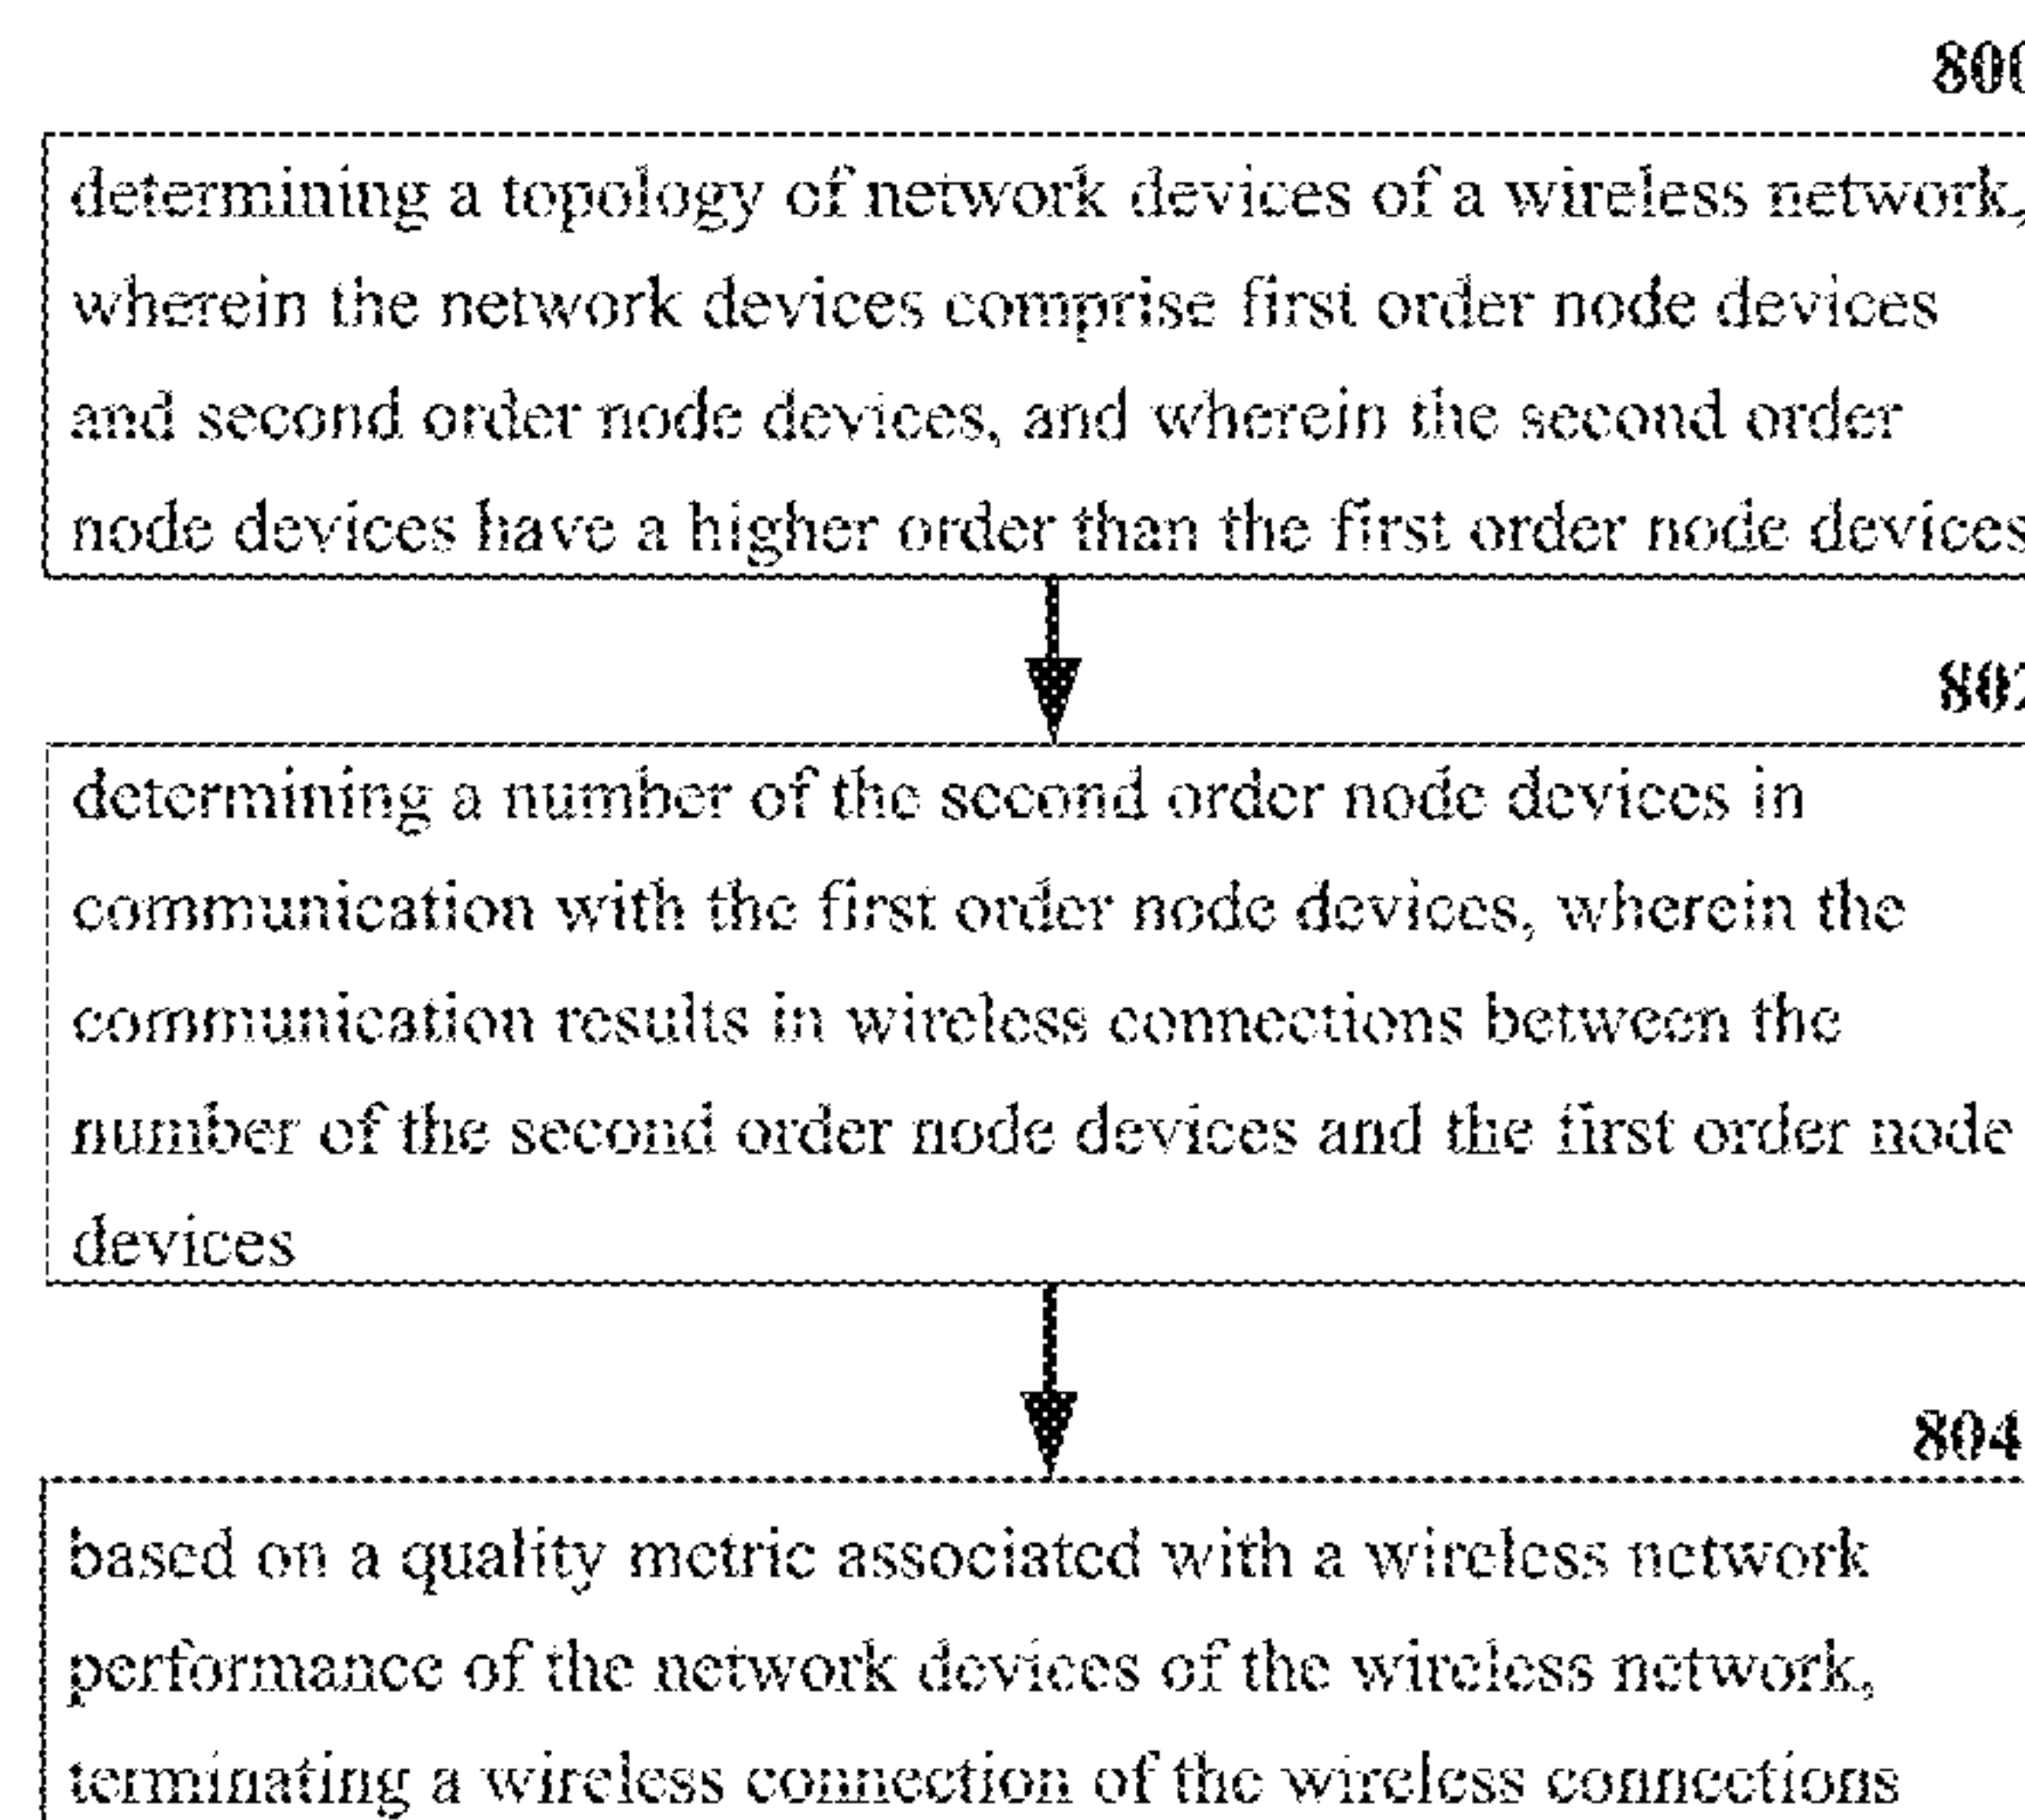 800
determining a topology of network devices of a wireless network,
wherein the network devices comprise first order node devices
and second order node devices, and wherein the second order
node devices have a higher order than the first order node devices
802
determining a number of the second order node devices in
communication with the first order node devices, wherein the
communication results in wireless connections between the
number of the second order node devices and the first order node
devices
804
based on a quality metric associated with a wireless network
performance of the network devices of the wireless network,
terminating a wireless connection of the wireless connections